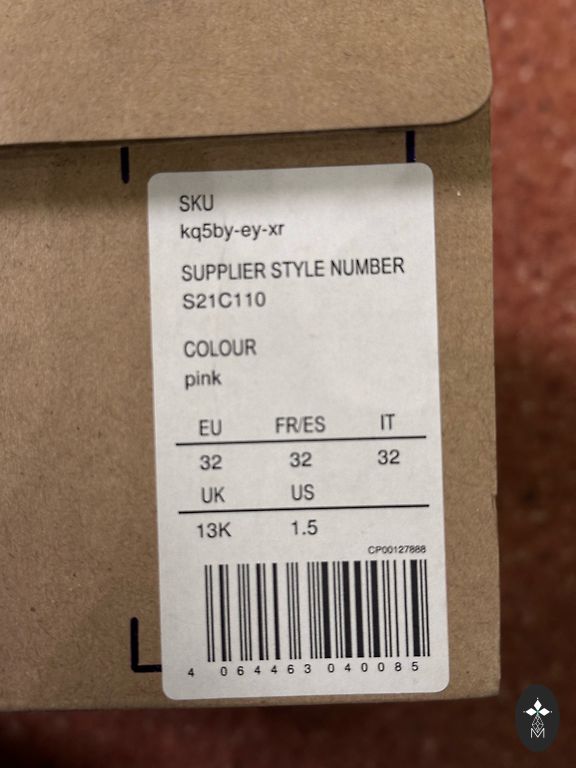 SKU
kq5by-ey-xr
SUPPLIER STYLE NUMBER
S21C110
COLOUR
pink
EU FR/ES IT
32 32 32
UK US
13K 1.5
CP00127888
4 064463 040085
M